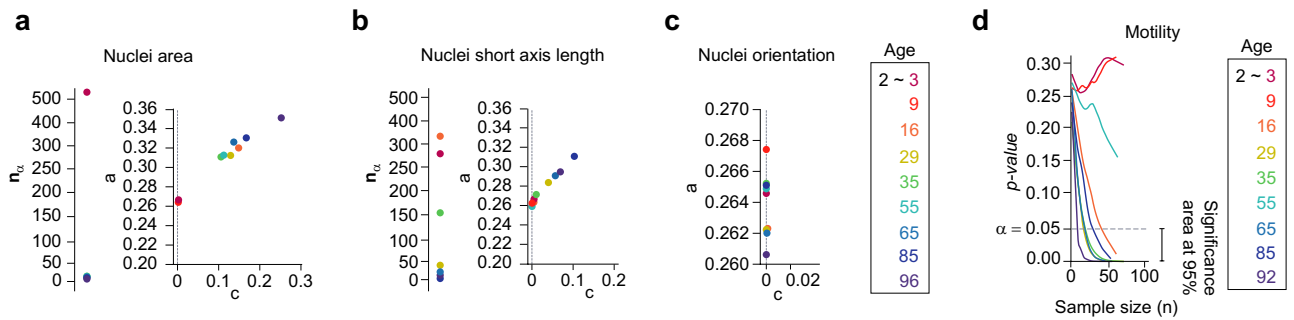 a
Nuclei area
500
400
300
250
200
150
100
50
0
nα
0.36
0.34
0.32
0.30
0.28
0.26
0.24
0.22
0.20
a
0 0.1 0.2 0.3
c
b
Nuclei short axis length
500
400
300
250
200
150
100
50
0
nα
0.36
0.34
0.32
0.30
0.28
0.26
0.24
0.22
0.20
a
0 0.1 0.2
c
c
Nuclei orientation
0.270
0.268
0.266
0.264
0.262
0.260
a
0 0.02
c
Age
2 ~ 3
9
16
29
35
55
65
85
96
d
Motility
0.30
0.25
0.20
0.15
0.10
α = 0.05
0.00
p-value
0 50 100
Sample size (n)
Significance
area at 95%
Age
2 ~ 3
9
16
29
35
55
65
85
92